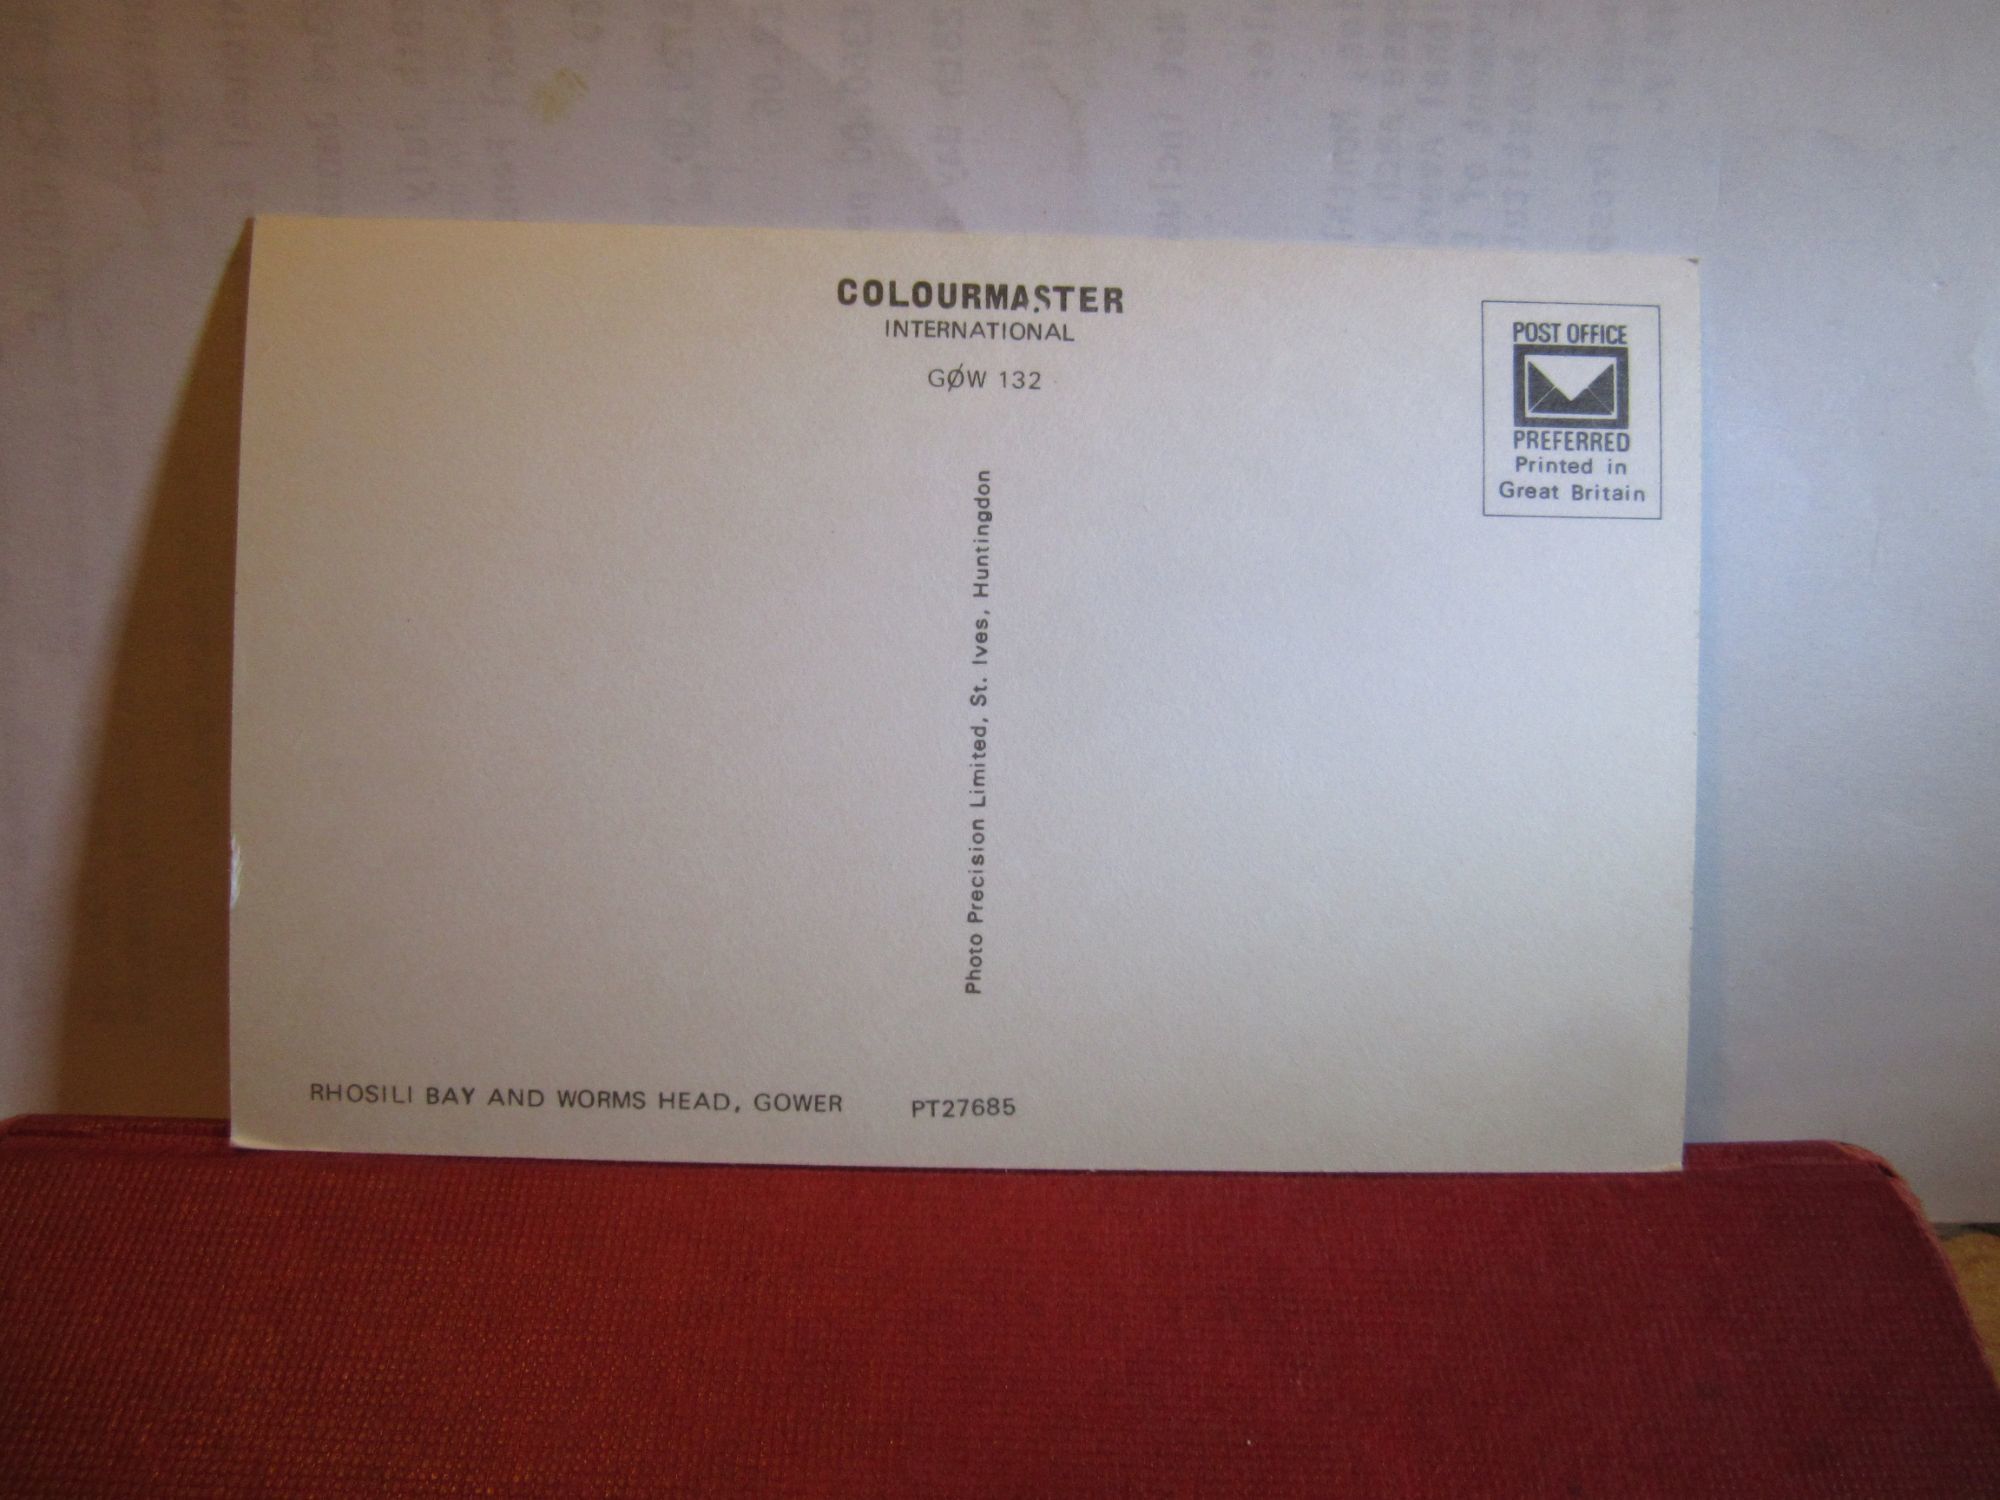 COLOURMASTER
INTERNATIONAL
GØW 132
POST OFFICE
PREFERRED
Printed in
Great Britain
Photo Precision Limited, St. Ives, Huntingdon
RHOSILI BAY AND WORMS HEAD, GOWER PT27685